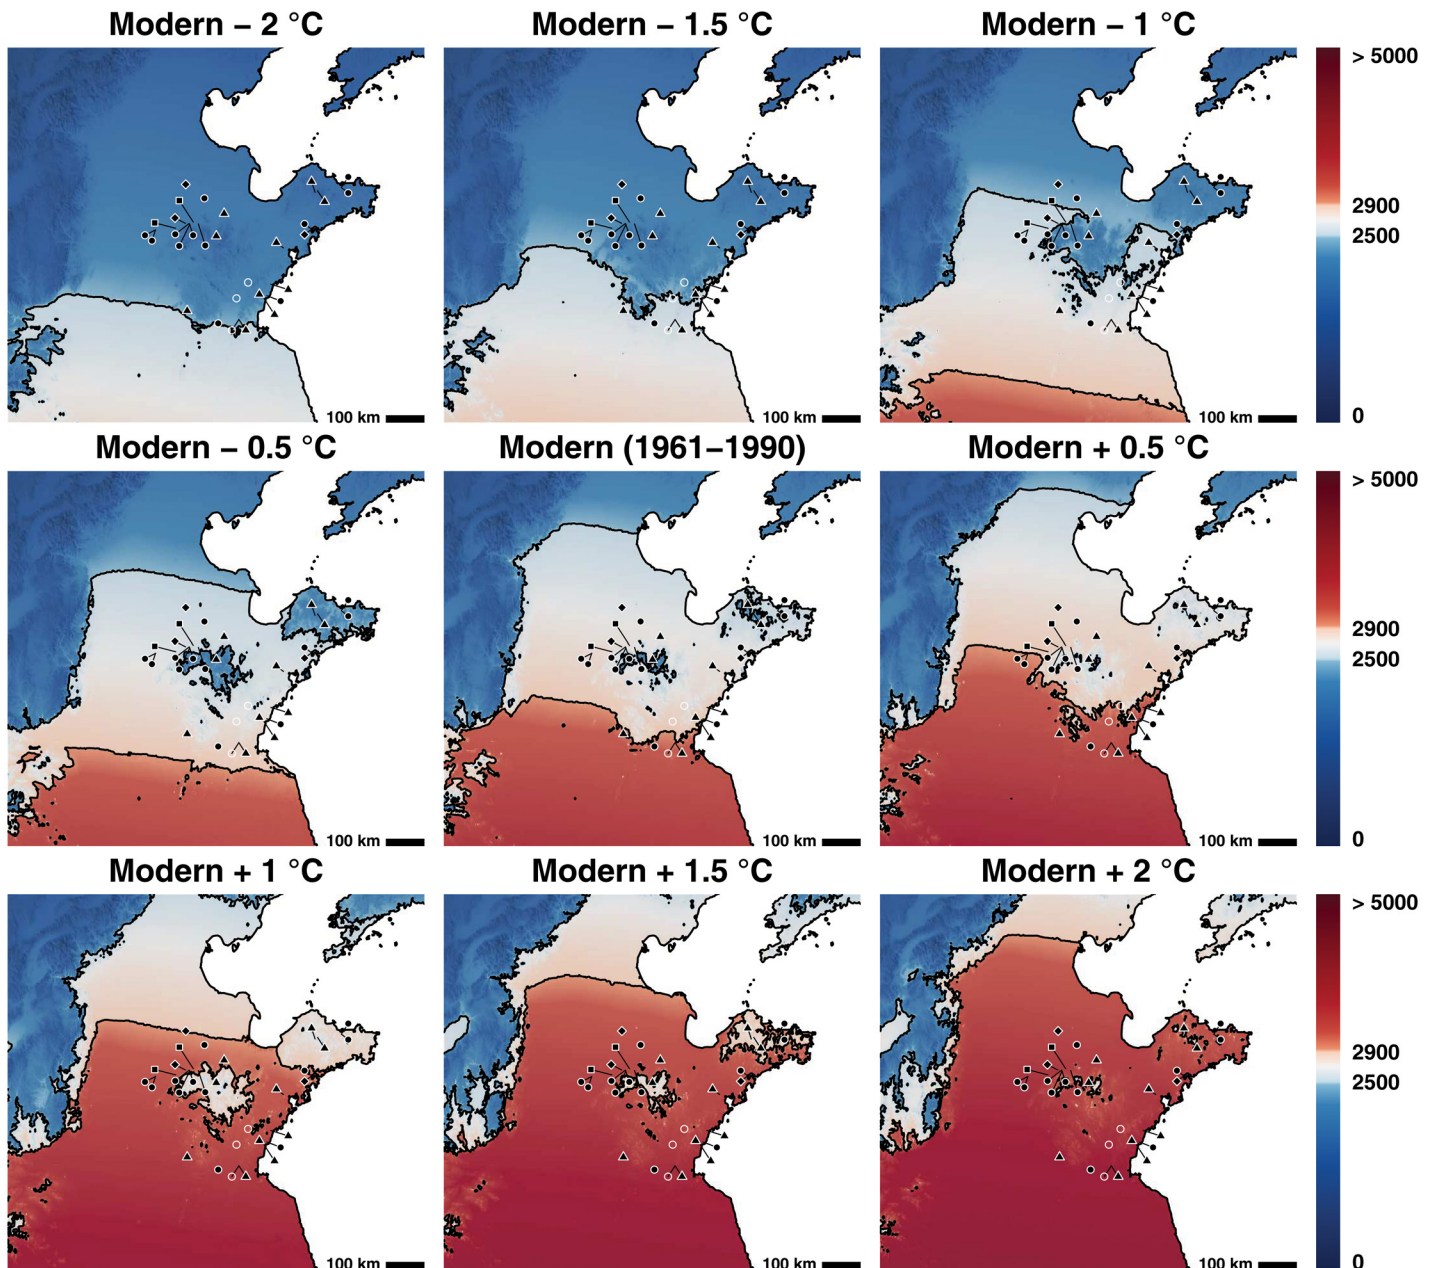 Modern − 2 °C
Modern − 1.5 °C
Modern − 1 °C
> 5000
2900
2500
0
100 km
100 km
100 km
Modern − 0.5 °C
Modern (1961−1990)
Modern + 0.5 °C
> 5000
2900
2500
0
100 km
100 km
100 km
Modern + 1 °C
Modern + 1.5 °C
Modern + 2 °C
> 5000
2900
2500
0
100 km
100 km
100 km